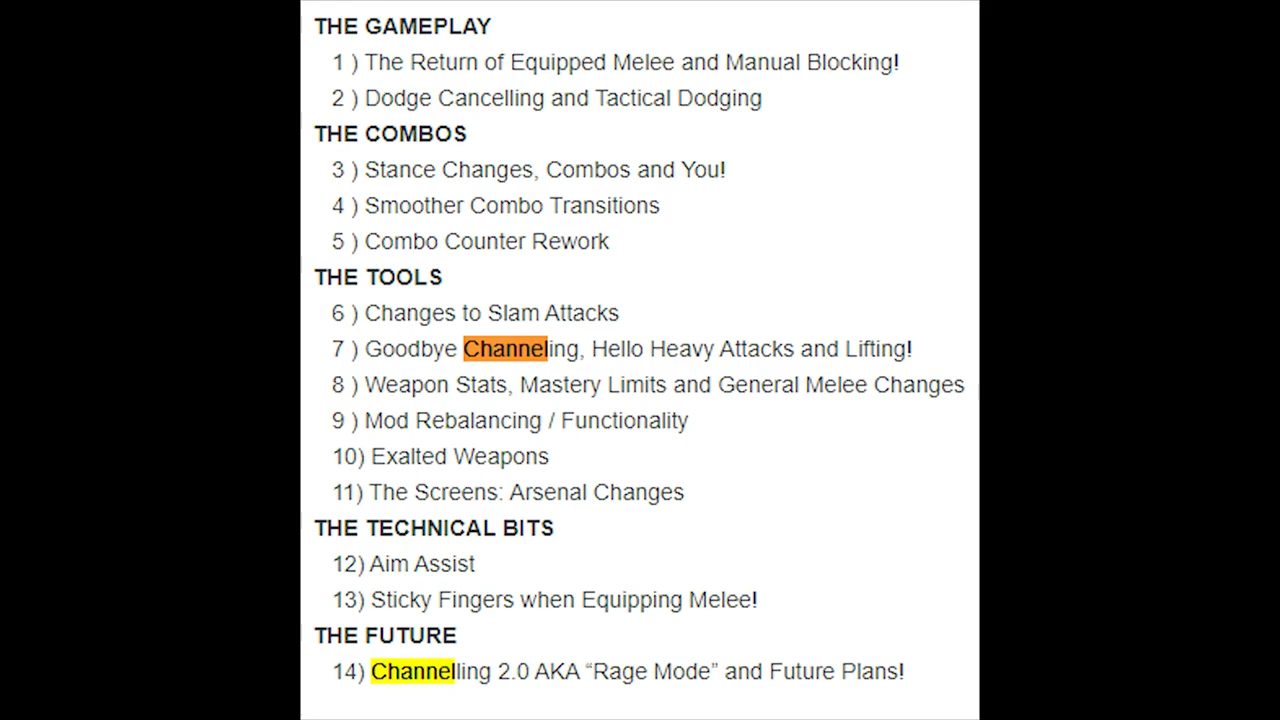 THE GAMEPLAY
1 ) The Return of Equipped Melee and Manual Blocking!
2 ) Dodge Cancelling and Tactical Dodging
THE COMBOS
3 ) Stance Changes, Combos and You!
4 ) Smoother Combo Transitions
5 ) Combo Counter Rework
THE TOOLS
6 ) Changes to Slam Attacks
7 ) Goodbye Channeling, Hello Heavy Attacks and Lifting!
8 ) Weapon Stats, Mastery Limits and General Melee Changes
9 ) Mod Rebalancing / Functionality
10) Exalted Weapons
11) The Screens: Arsenal Changes
THE TECHNICAL BITS
12) Aim Assist
13) Sticky Fingers when Equipping Melee!
THE FUTURE
14) Channelling 2.0 AKA “Rage Mode” and Future Plans!